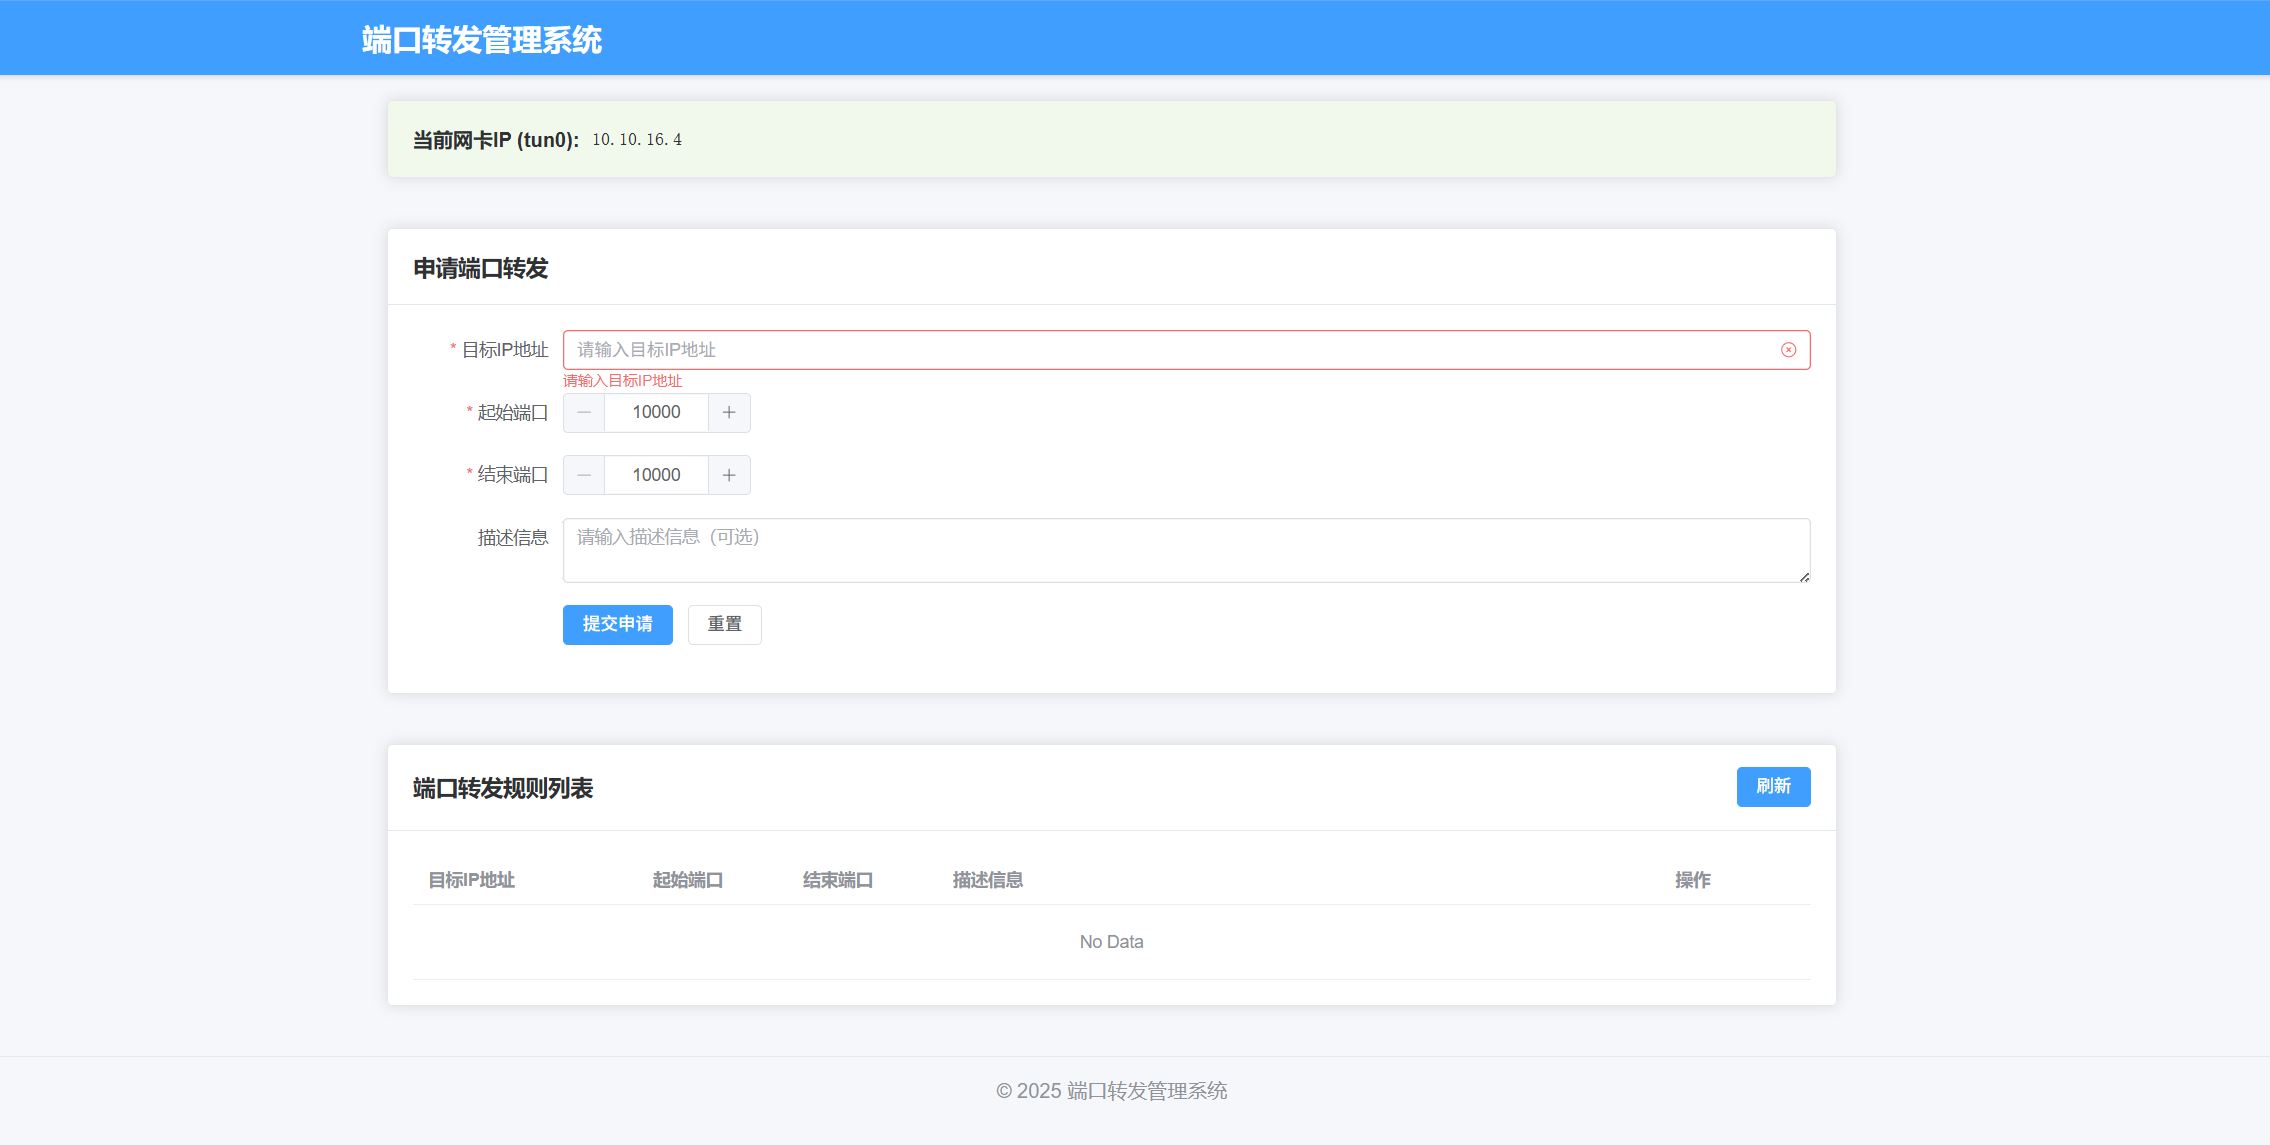 端口转发管理系统
当前网卡IP (tun0): 10.10.16.4
申请端口转发
* 目标IP地址 请输入目标IP地址
请输入目标IP地址
* 起始端口 10000
* 结束端口 10000
描述信息 请输入描述信息（可选）
提交申请 重置
端口转发规则列表 刷新
目标IP地址 起始端口 结束端口 描述信息 操作
No Data
© 2025 端口转发管理系统